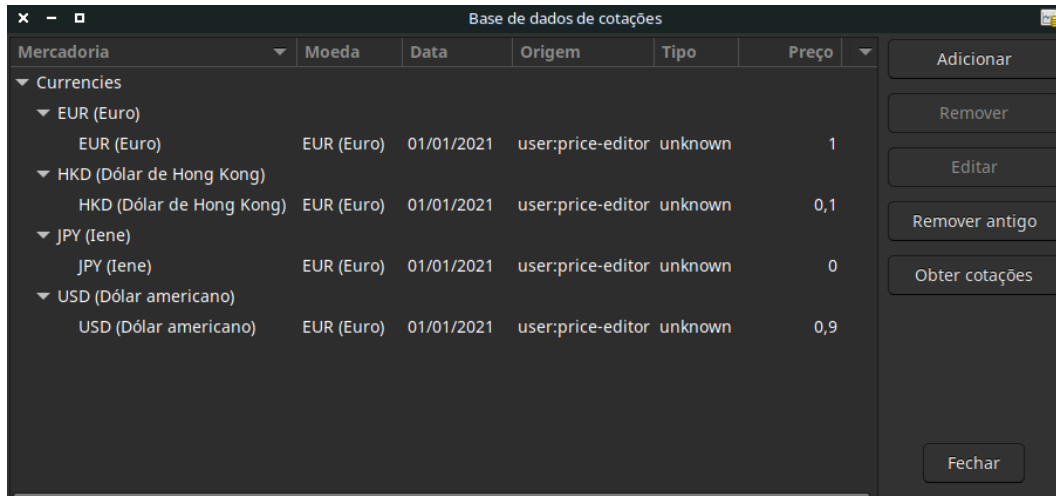 Base de dados de cotações
Mercadoria Moeda Data Origem Tipo Preço
Adicionar
Currencies
EUR (Euro)
Remover
EUR (Euro) EUR (Euro) 01/01/2021 user:price-editor unknown 1
HKD (Dólar de Hong Kong)
Editar
HKD (Dólar de Hong Kong) EUR (Euro) 01/01/2021 user:price-editor unknown 0,1
Remover antigo
JPY (Iene)
JPY (Iene) EUR (Euro) 01/01/2021 user:price-editor unknown 0
Obter cotações
USD (Dólar americano)
USD (Dólar americano) EUR (Euro) 01/01/2021 user:price-editor unknown 0,9
Fechar